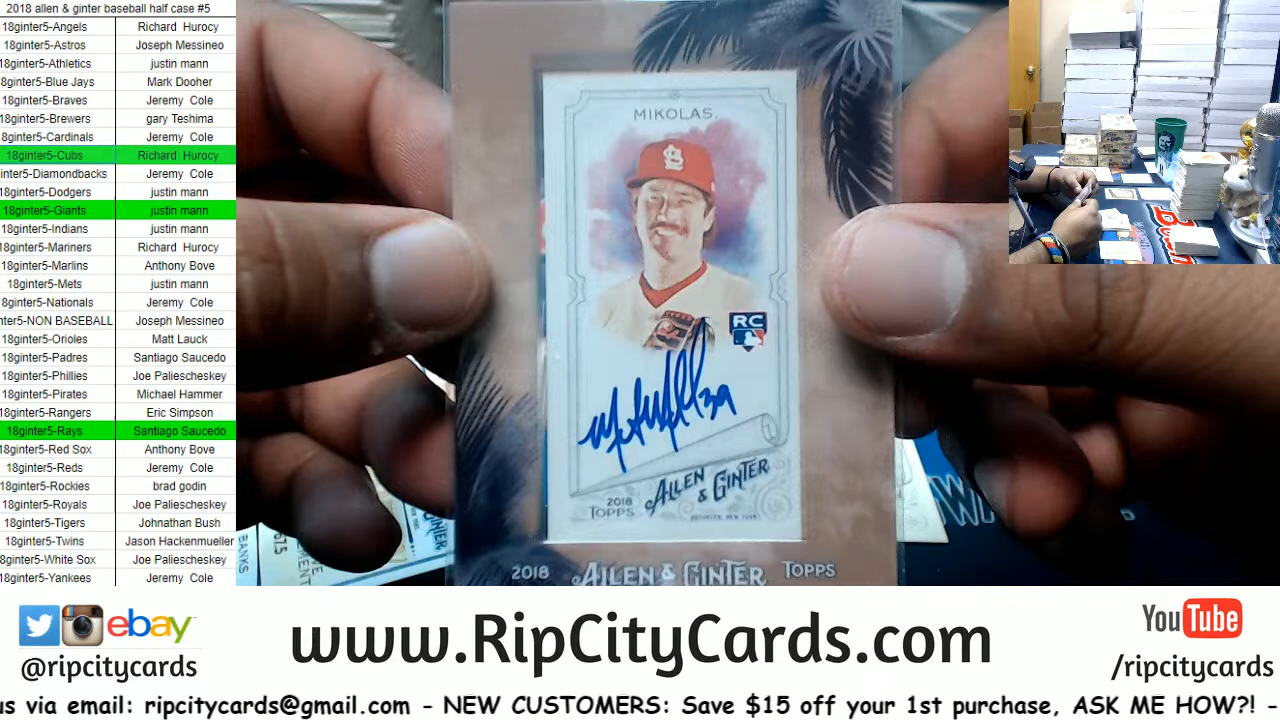 2018 allen & ginter baseball half case #5
18ginter5-Angels Richard Hurocy
18ginter5-Astros Joseph Messineo
18ginter5-Athletics justin mann
8ginter5-Blue Jays Mark Dooher
18ginter5-Braves Jeremy Cole
18ginter5-Brewers gary Teshima
8ginter5-Cardinals Jeremy Cole
18ginter5-Cubs Richard Hurocy
inter5-Diamondbacks Jeremy Cole
18ginter5-Dodgers justin mann
18ginter5-Giants justin mann
18ginter5-Indians justin mann
18ginter5-Mariners Richard Hurocy
18ginter5-Marlins Anthony Bove
18ginter5-Mets justin mann
8ginter5-Nationals Jeremy Cole
nter5-NON BASEBALL Joseph Messineo
18ginter5-Orioles Matt Lauck
18ginter5-Padres Santiago Saucedo
18ginter5-Phillies Joe Paliescheskey
18ginter5-Pirates Michael Hammer
18ginter5-Rangers Eric Simpson
18ginter5-Rays Santiago Saucedo
18ginter5-Red Sox Anthony Bove
18ginter5-Reds Jeremy Cole
18ginter5-Rockies brad godin
18ginter5-Royals Joe Paliescheskey
18ginter5-Tigers Johnathan Bush
18ginter5-Twins Jason Hackenmueller
8ginter5-White Sox Joe Paliescheskey
18ginter5-Yankees Jeremy Cole
MIKOLAS
RC
39
2018
TOPPS
ALLEN
& GINTER
BROOKLYN, NEW YORK
2018 ALLEN & GINTER TOPPS
BANKS
GINTER
ebay
@ripcitycards
www.RipCityCards.com
YouTube
/ripcitycards
us via email: ripcitycards@gmail.com - NEW CUSTOMERS: Save $15 off your 1st purchase, ASK ME HOW?! -